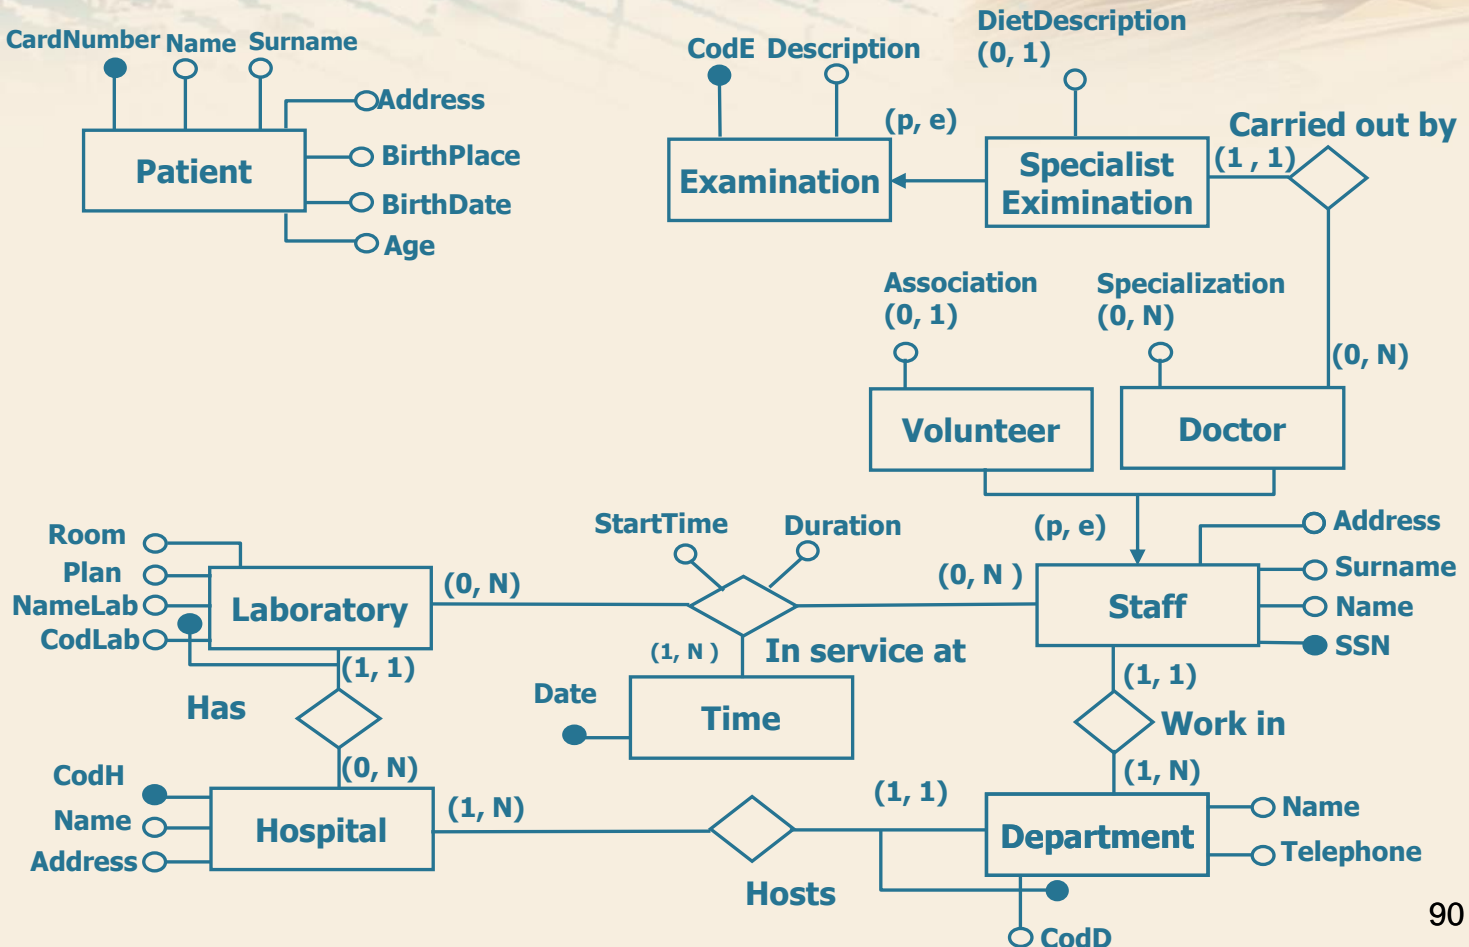 DietDescription
(0, 1)
CardNumber Name Surname
CodE Description
Address
(p, e)
Carried out by
Patient
BirthPlace
Examination
Specialist
Eximination
(1 , 1)
BirthDate
Age
Association
(0, 1)
Specialization
(0, N)
(0, N)
Volunteer
Doctor
StartTime
Duration
(p, e)
Address
Room
Plan
NameLab
CodLab
Laboratory
(0, N)
(0, N )
Staff
Surname
Name
SSN
(1, N )
In service at
(1, 1)
(1, 1)
Has
Date
Time
Work in
(0, N)
(1, N)
CodH
Name
Address
Hospital
(1, N)
(1, 1)
Department
Name
Telephone
Hosts
CodD
90